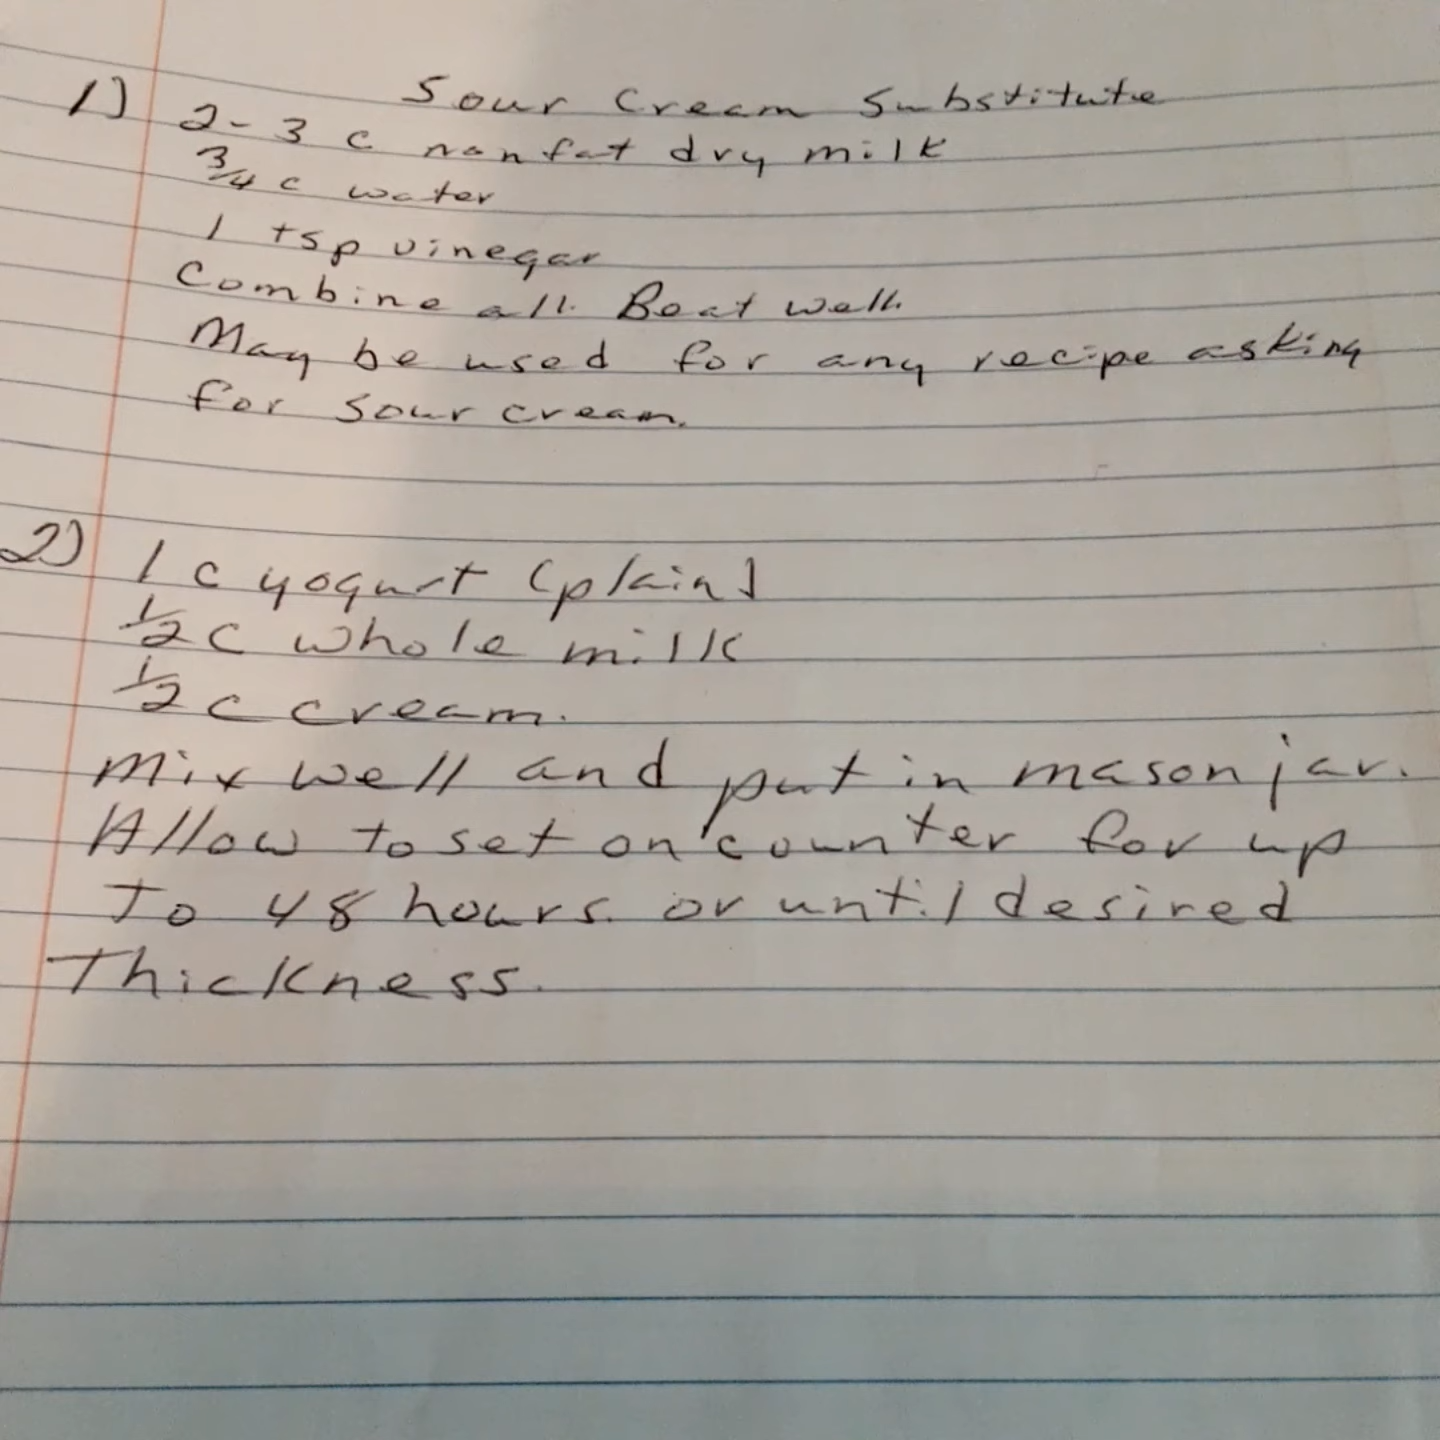 Sour Cream Substitute
1) 2-3 c nonfat dry milk
3/4 c water
1 tsp vinegar
Combine all. Beat well.
May be used for any recipe asking
for sour cream.
2) 1 c yogurt (plain)
1/2 c whole milk
1/2 c cream.
Mix well and put in mason jar.
Allow to set on counter for up
To 48 hours. or until desired
Thickness.